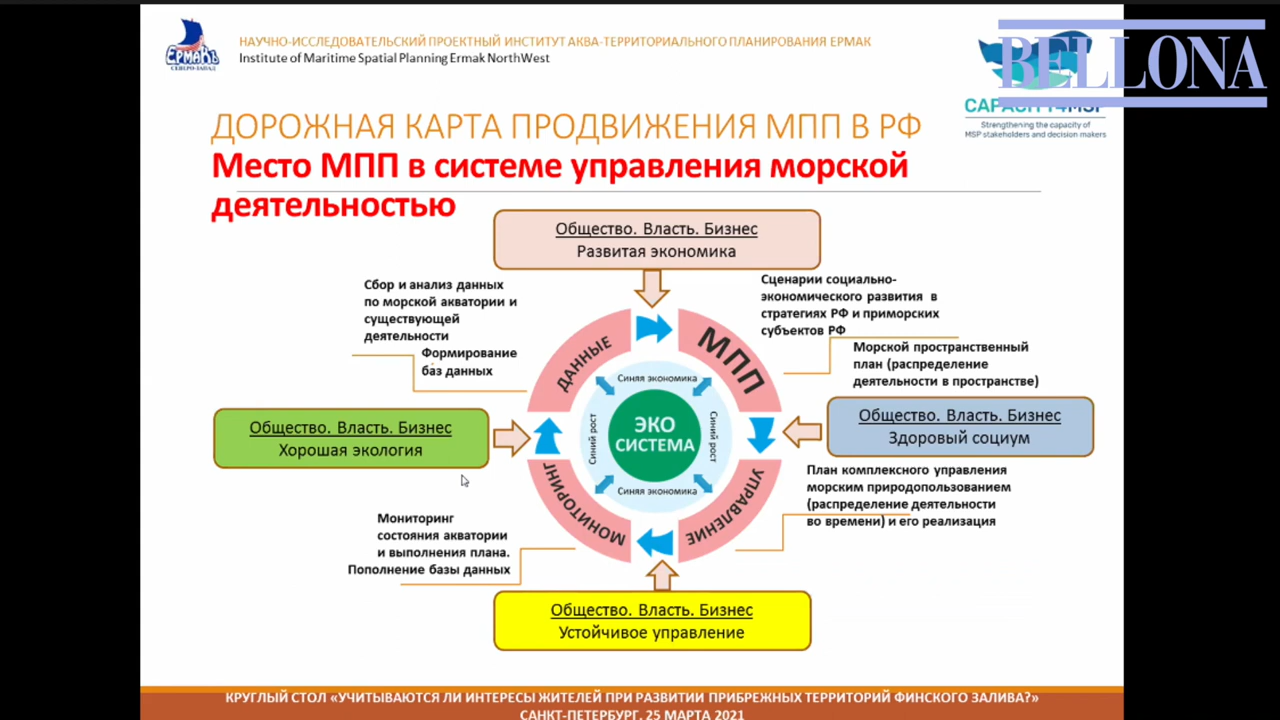 НАУЧНО-ИССЛЕДОВАТЕЛЬСКИЙ ПРОЕКТНЫЙ ИНСТИТУТ АКВА-ТЕРРИТОРИАЛЬНОГО ПЛАНИРОВАНИЯ ЕРМАК
Institute of Maritime Spatial Planning Ermak NorthWest
ЕРМАКЪ
СЕВЕРО-ЗАПАД
BELLONA
Strengthening the capacity of
MSP stakeholders and decision makers
ДОРОЖНАЯ КАРТА ПРОДВИЖЕНИЯ МПП В РФ
Место МПП в системе управления морской
деятельностью
Общество. Власть. Бизнес
Развитая экономика
Сбор и анализ данных
по морской акватории и
существующей
деятельности
Формирование
баз данных
Сценарии социально-
экономического развития в
стратегиях РФ и приморских
субъектов РФ
Морской пространственный
план (распределение
деятельности в пространстве)
ДАННЫЕ
МПП
УПРАВЛЕНИЕ
МОНИТОРИНГ
Синяя экономика
Синий рост
Синий рост
Синяя экономика
ЭКО
СИСТЕМА
Общество. Власть. Бизнес
Хорошая экология
Общество. Власть. Бизнес
Здоровый социум
План комплексного управления
морским природопользованием
(распределение деятельности
во времени) и его реализация
Мониторинг
состояния акватории
и выполнения плана.
Пополнение базы данных
Общество. Власть. Бизнес
Устойчивое управление
КРУГЛЫЙ СТОЛ «УЧИТЫВАЮТСЯ ЛИ ИНТЕРЕСЫ ЖИТЕЛЕЙ ПРИ РАЗВИТИИ ПРИБРЕЖНЫХ ТЕРРИТОРИЙ ФИНСКОГО ЗАЛИВА?»
САНКТ-ПЕТЕРБУРГ, 25 МАРТА 2021